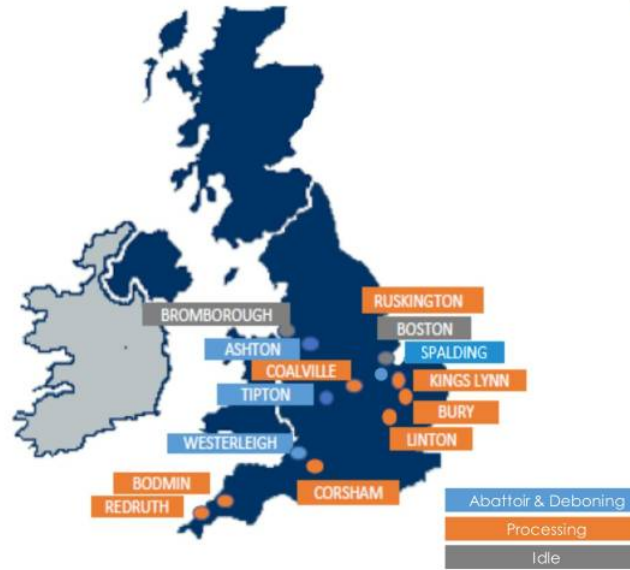 RUSKINGTON
BROMBOROUGH
BOSTON
ASHTON
SPALDING
COALVILLE
KINGS LYNN
TIPTON
BURY
WESTERLEIGH
LINTON
BODMIN
CORSHAM
REDRUTH
Abattoir & Deboning
Processing
Idle